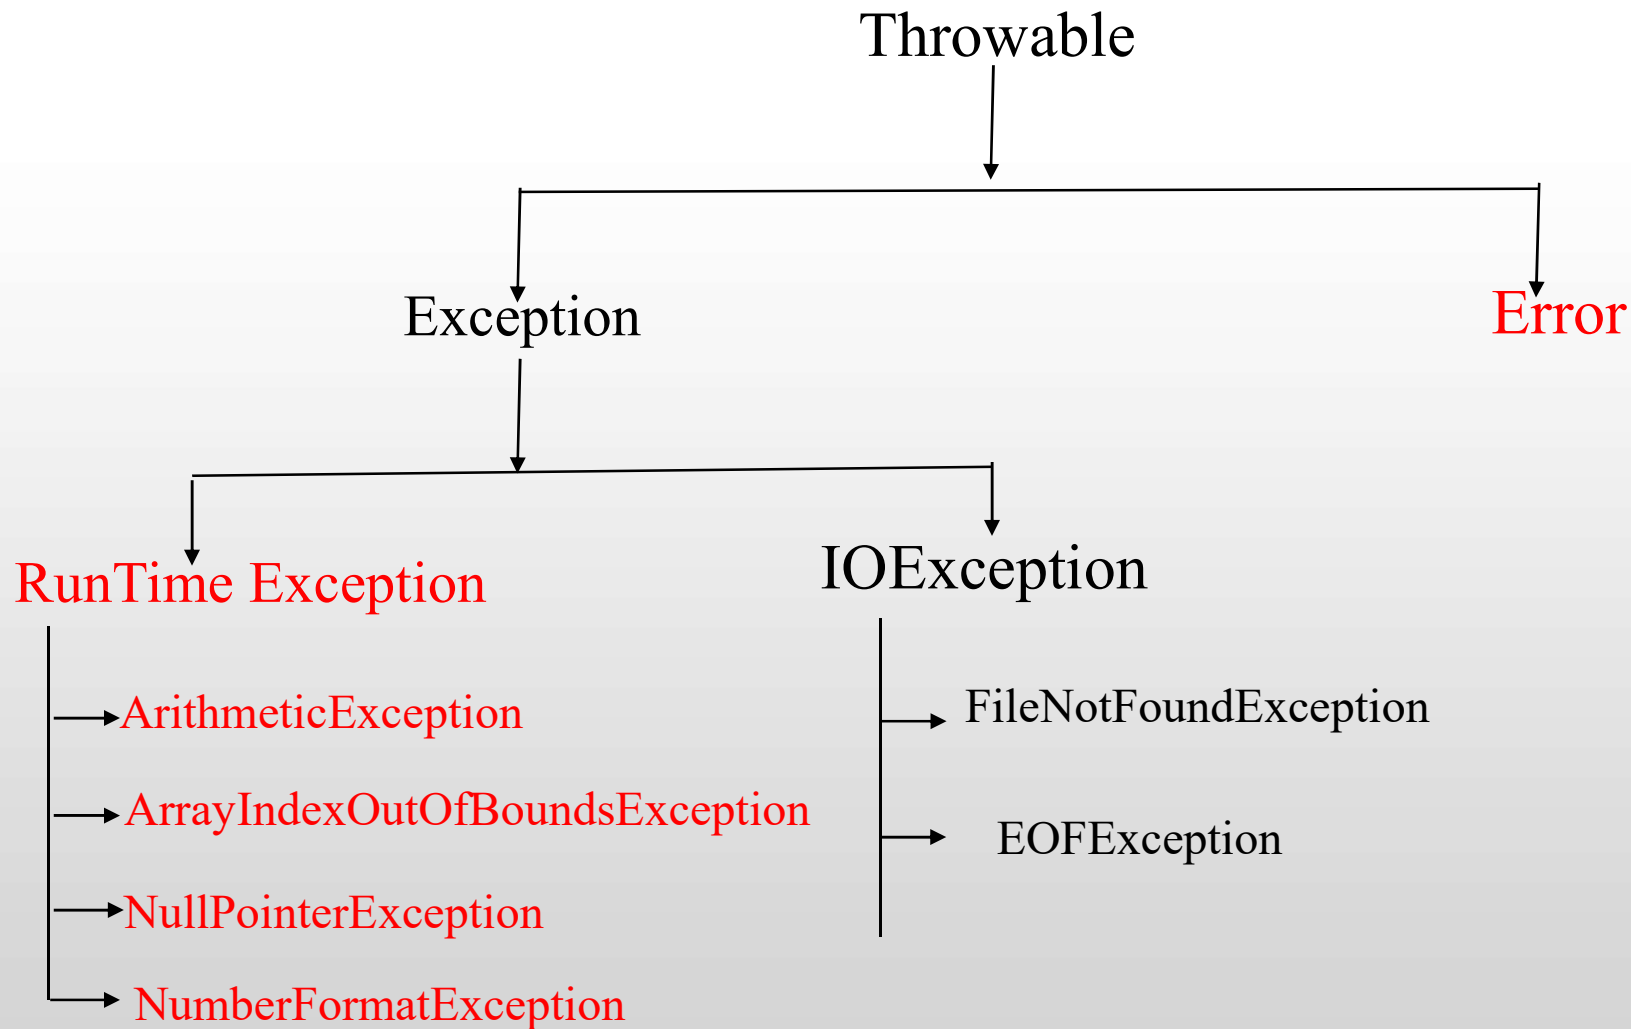 Throwable
Exception
Error
RunTime Exception
IOException
ArithmeticException
FileNotFoundException
ArrayIndexOutOfBoundsException
EOFException
NullPointerException
NumberFormatException